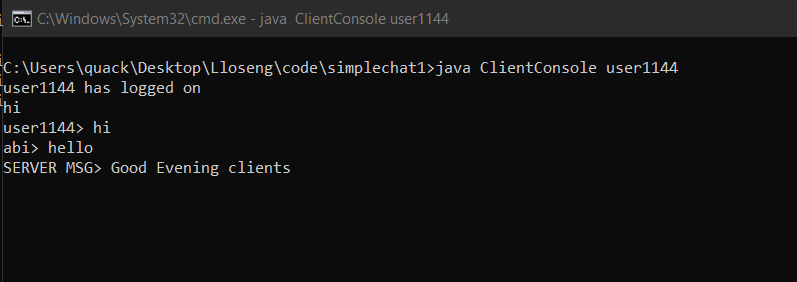 C:\Windows\System32\cmd.exe - java  ClientConsole user1144
C:\Users\quack\Desktop\Lloseng\code\simplechat1>java ClientConsole user1144
user1144 has logged on
hi
user1144> hi
abi> hello
SERVER MSG> Good Evening clients